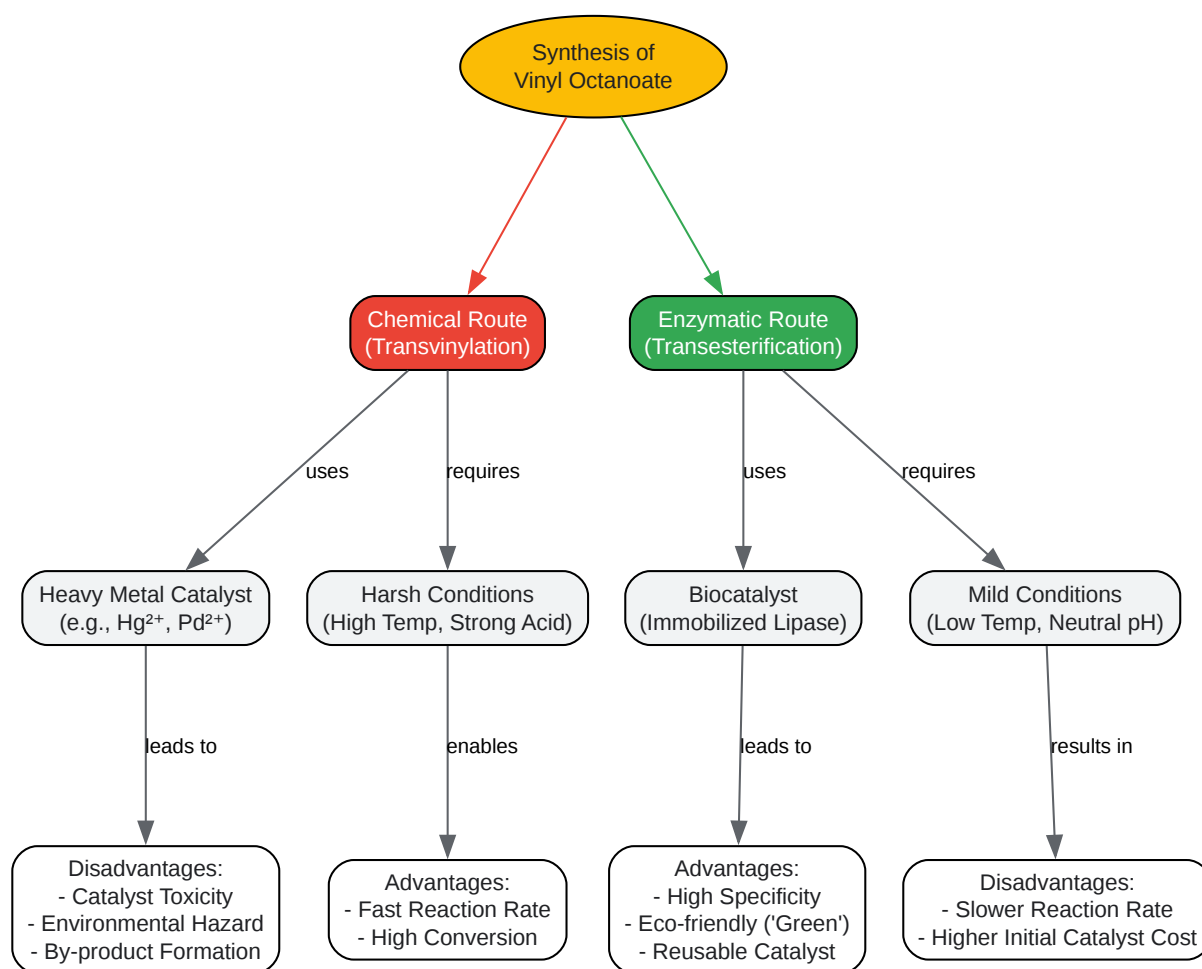 Synthesis of
Vinyl Octanoate
Chemical Route
(Transvinylation)
Enzymatic Route
(Transesterification)
uses
requires
uses
requires
Heavy Metal Catalyst
(e.g., Hg²⁺, Pd²⁺)
Harsh Conditions
(High Temp, Strong Acid)
Biocatalyst
(Immobilized Lipase)
Mild Conditions
(Low Temp, Neutral pH)
leads to
enables
leads to
results in
Disadvantages:
- Catalyst Toxicity
- Environmental Hazard
- By-product Formation
Advantages:
- Fast Reaction Rate
- High Conversion
Advantages:
- High Specificity
- Eco-friendly ('Green')
- Reusable Catalyst
Disadvantages:
- Slower Reaction Rate
- Higher Initial Catalyst Cost